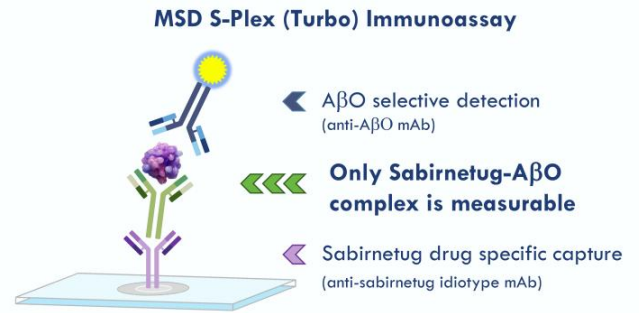 MSD S-Plex (Turbo) Immunoassay
AβO selective detection
(anti-AβO mAb)
Only Sabirnetug-AβO
complex is measurable
Sabirnetug drug specific capture
(anti-sabirnetug idiotype mAb)